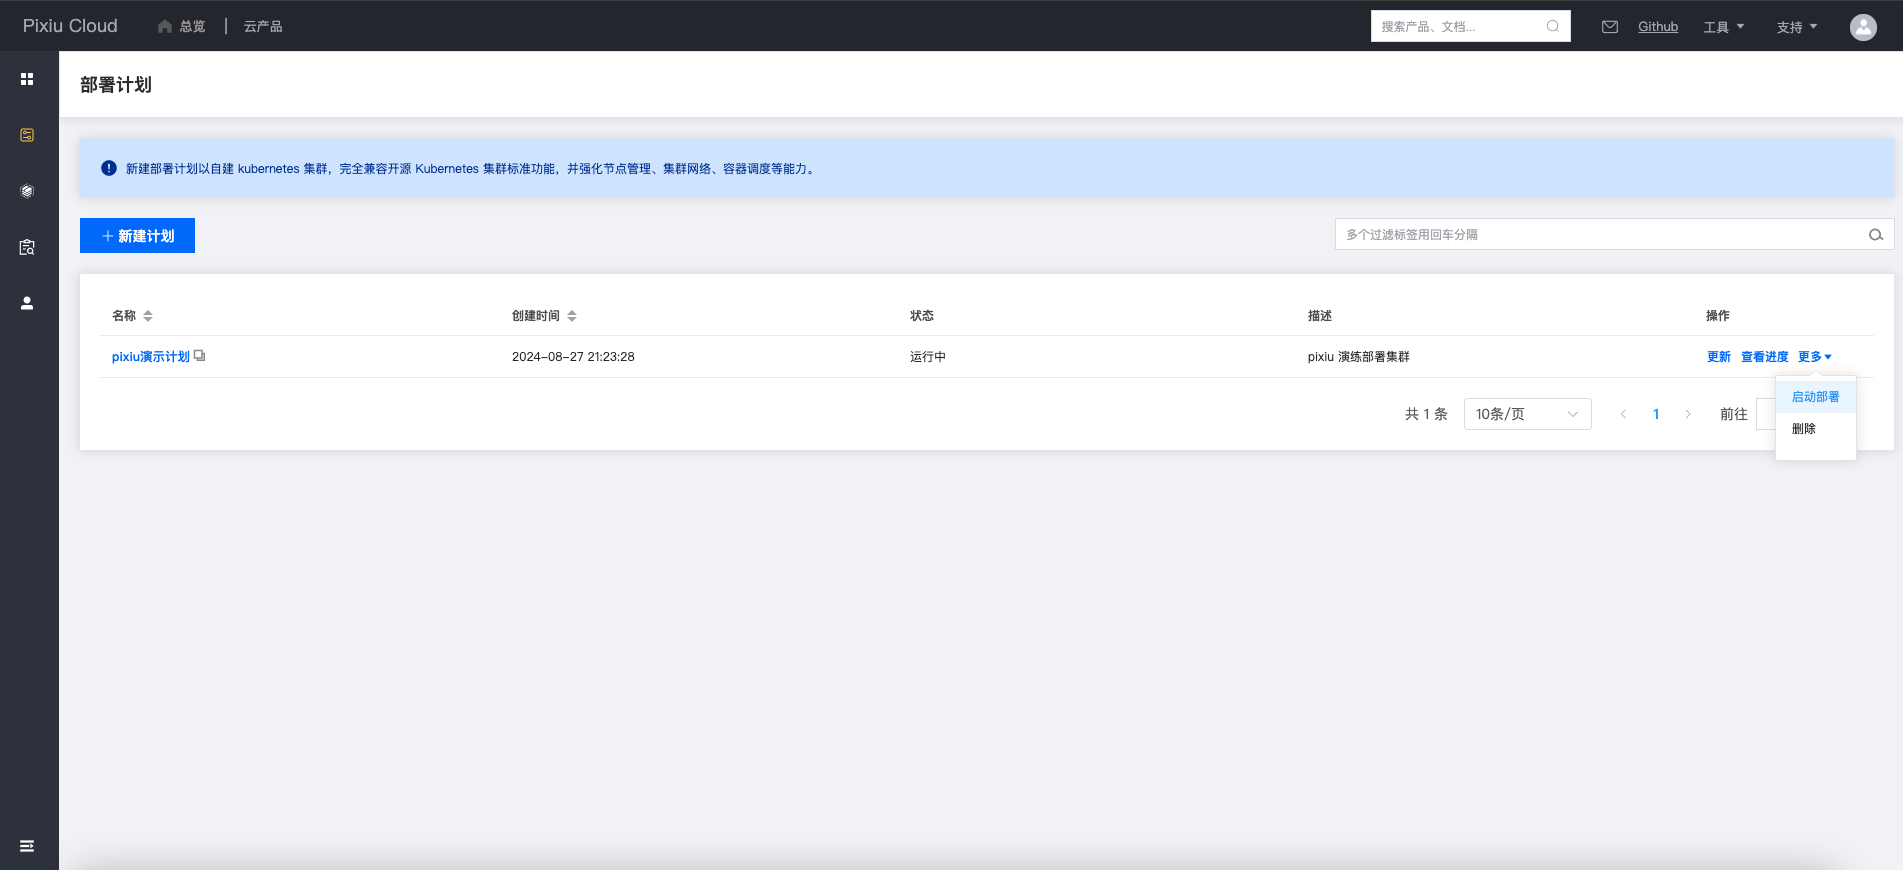 Pixiu Cloud 总览 | 云产品 搜索产品、文档... Github 工具 支持
部署计划
新建部署计划以自建 kubernetes 集群，完全兼容开源 Kubernetes 集群标准功能，并强化节点管理、集群网络、容器调度等能力。
新建计划 多个过滤标签用回车分隔
名称 创建时间 状态 描述 操作
pixiu演示计划 2024-08-27 21:23:28 运行中 pixiu 演练部署集群 更新 查看进度 更多
启动部署
共 1 条 10条/页 1 前往
删除